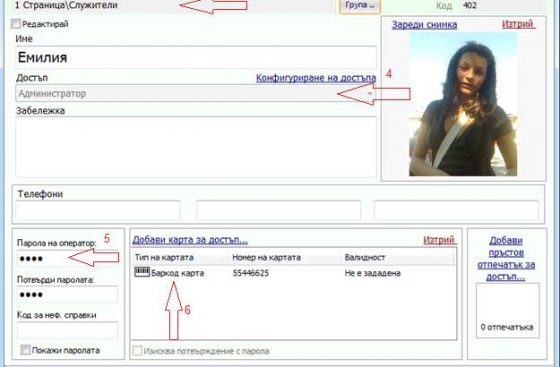 1 Страница\Служители
Група ..
Код 402
Редактирай
Име
Емилия
Достъп
Конфигуриране на достъпа
4
Администратор
Забележка
Зареди снимка
Изтрий
Телефони
Парола на оператор:
5
Потвърди паролата:
Код за неф. справки
Покажи паролата
Добави карта за достъп...
Изтрий
Тип на картата
Номер на картата
Валидност
Баркод карта
55446625
Не е зададена
6
Изисква потвърждение с парола
Добави
пръстов
отпечатък за
достъп...
0 отпечатъка